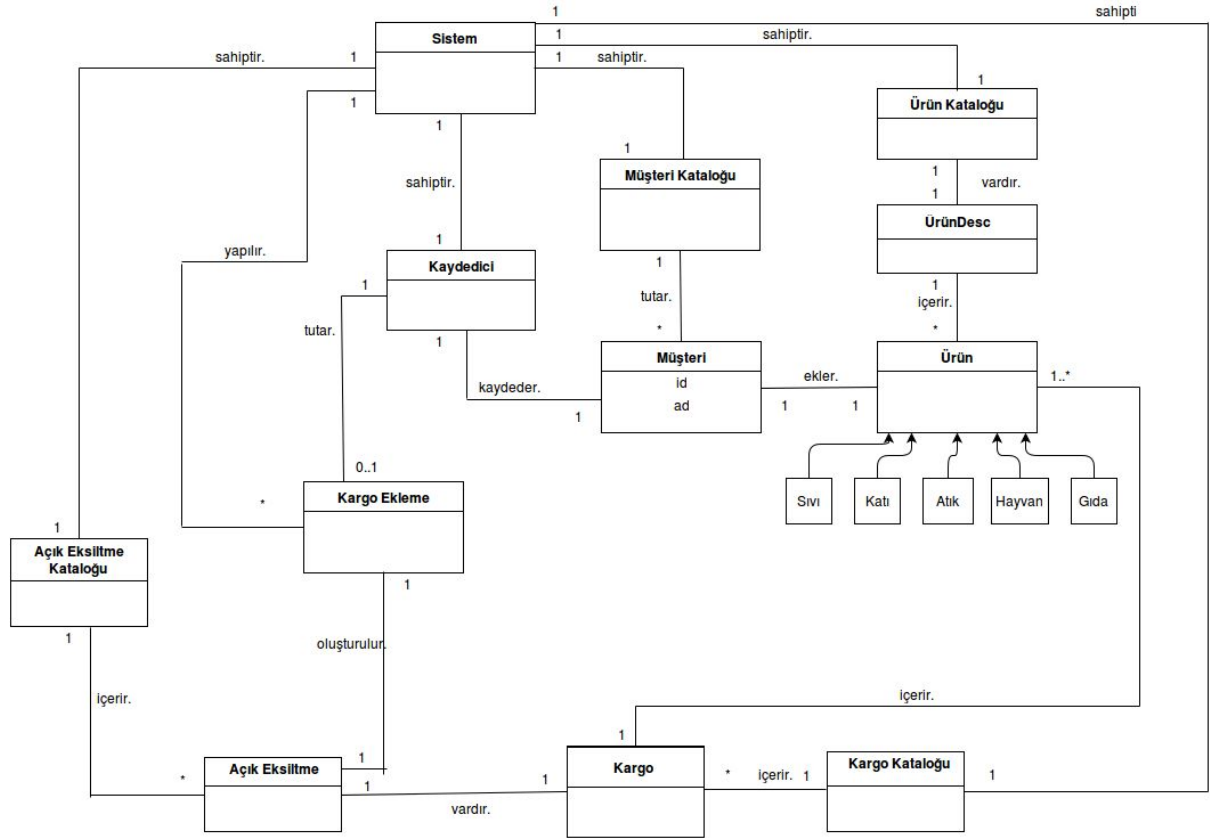 1
sahipti
Sistem
1
sahiptir.
sahiptir.
1
1
sahiptir.
1
1
Ürün Kataloğu
1
1
sahiptir.
1
Müşteri Kataloğu
1
vardır.
1
ÜrünDesc
yapılır.
1
Kaydedici
1
1
1
içerir.
tutar.
tutar.
*
*
1
Müşteri
Ürün
id
ad
kaydeder.
1
ekler.
1
1
1..*
0..1
Sıvı
Katı
Atık
Hayvan
Gıda
*
Kargo Ekleme
1
Açık Eksiltme
Kataloğu
1
1
oluşturulur.
içerir.
içerir.
1
1
*
Açık Eksiltme
1
vardır.
1
Kargo
*
içerir.
1
Kargo Kataloğu
1